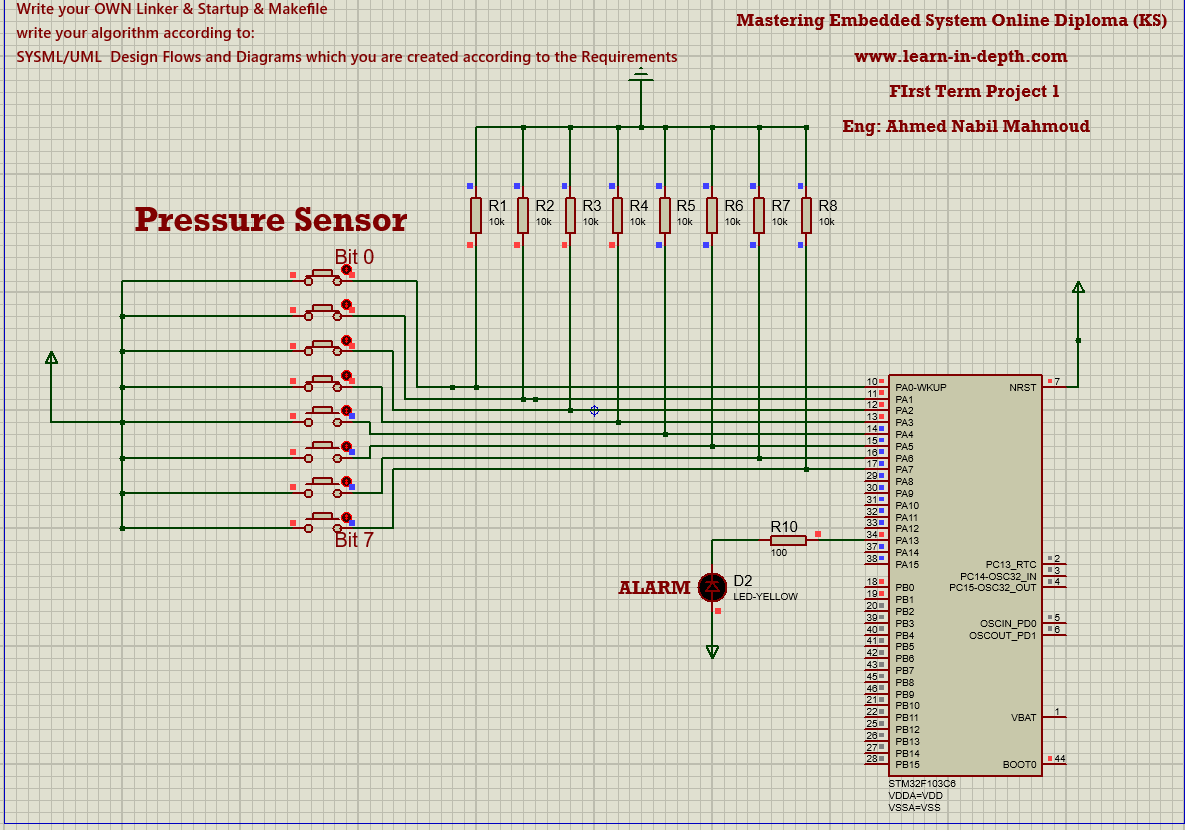 Write your OWN Linker & Startup & Makefile
write your algorithm according to:
SYSML/UML  Design Flows and Diagrams which you are created according to the Requirements
Mastering Embedded System Online Diploma (KS)
www.learn-in-depth.com
FIrst Term Project 1
Eng: Ahmed Nabil Mahmoud
R1
10k
R2
10k
R3
10k
R4
10k
R5
10k
R6
10k
R7
10k
R8
10k
Pressure Sensor
Bit 0
Bit 7
R10
100
ALARM
D2
LED-YELLOW
10 PA0-WKUP
11 PA1
12 PA2
13 PA3
14 PA4
15 PA5
16 PA6
17 PA7
29 PA8
30 PA9
31 PA10
32 PA11
33 PA12
34 PA13
37 PA14
38 PA15
18 PB0
19 PB1
20 PB2
39 PB3
40 PB4
41 PB5
42 PB6
43 PB7
45 PB8
46 PB9
21 PB10
22 PB11
25 PB12
26 PB13
27 PB14
28 PB15
NRST 7
PC13_RTC 2
PC14-OSC32_IN 3
PC15-OSC32_OUT 4
OSCIN_PD0 5
OSCOUT_PD1 6
VBAT 1
BOOT0 44
STM32F103C6
VDDA=VDD
VSSA=VSS